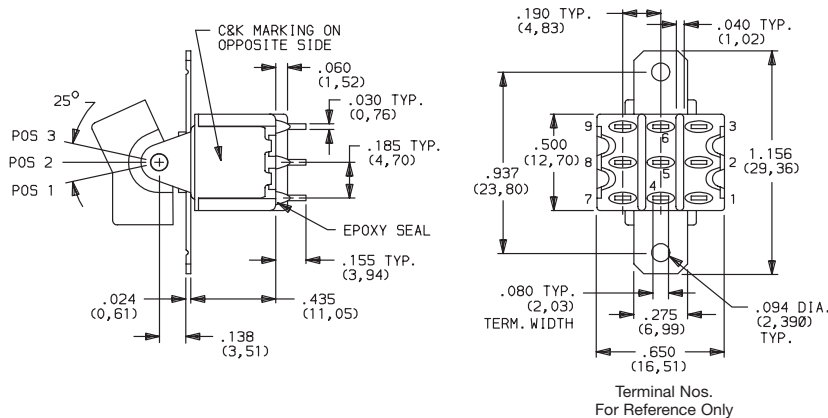 C&K MARKING ON
OPPOSITE SIDE
.060
(1,52)
.030 TYP.
(0,76)
25°
POS 3
POS 2
POS 1
.185 TYP.
(4,70)
EPOXY SEAL
.155 TYP.
(3,94)
.024
(0,61)
.435
(11,05)
.138
(3,51)
.190 TYP.
(4,83)
.040 TYP.
(1,02)
9
6
3
.500
(12,70)
8
5
2
1.156
(29,36)
.937
(23,80)
7
4
1
.080 TYP.
(2,03)
TERM. WIDTH
.275
(6,99)
.094 DIA.
(2,39Ø)
TYP.
.650
(16,51)
Terminal Nos.
For Reference Only